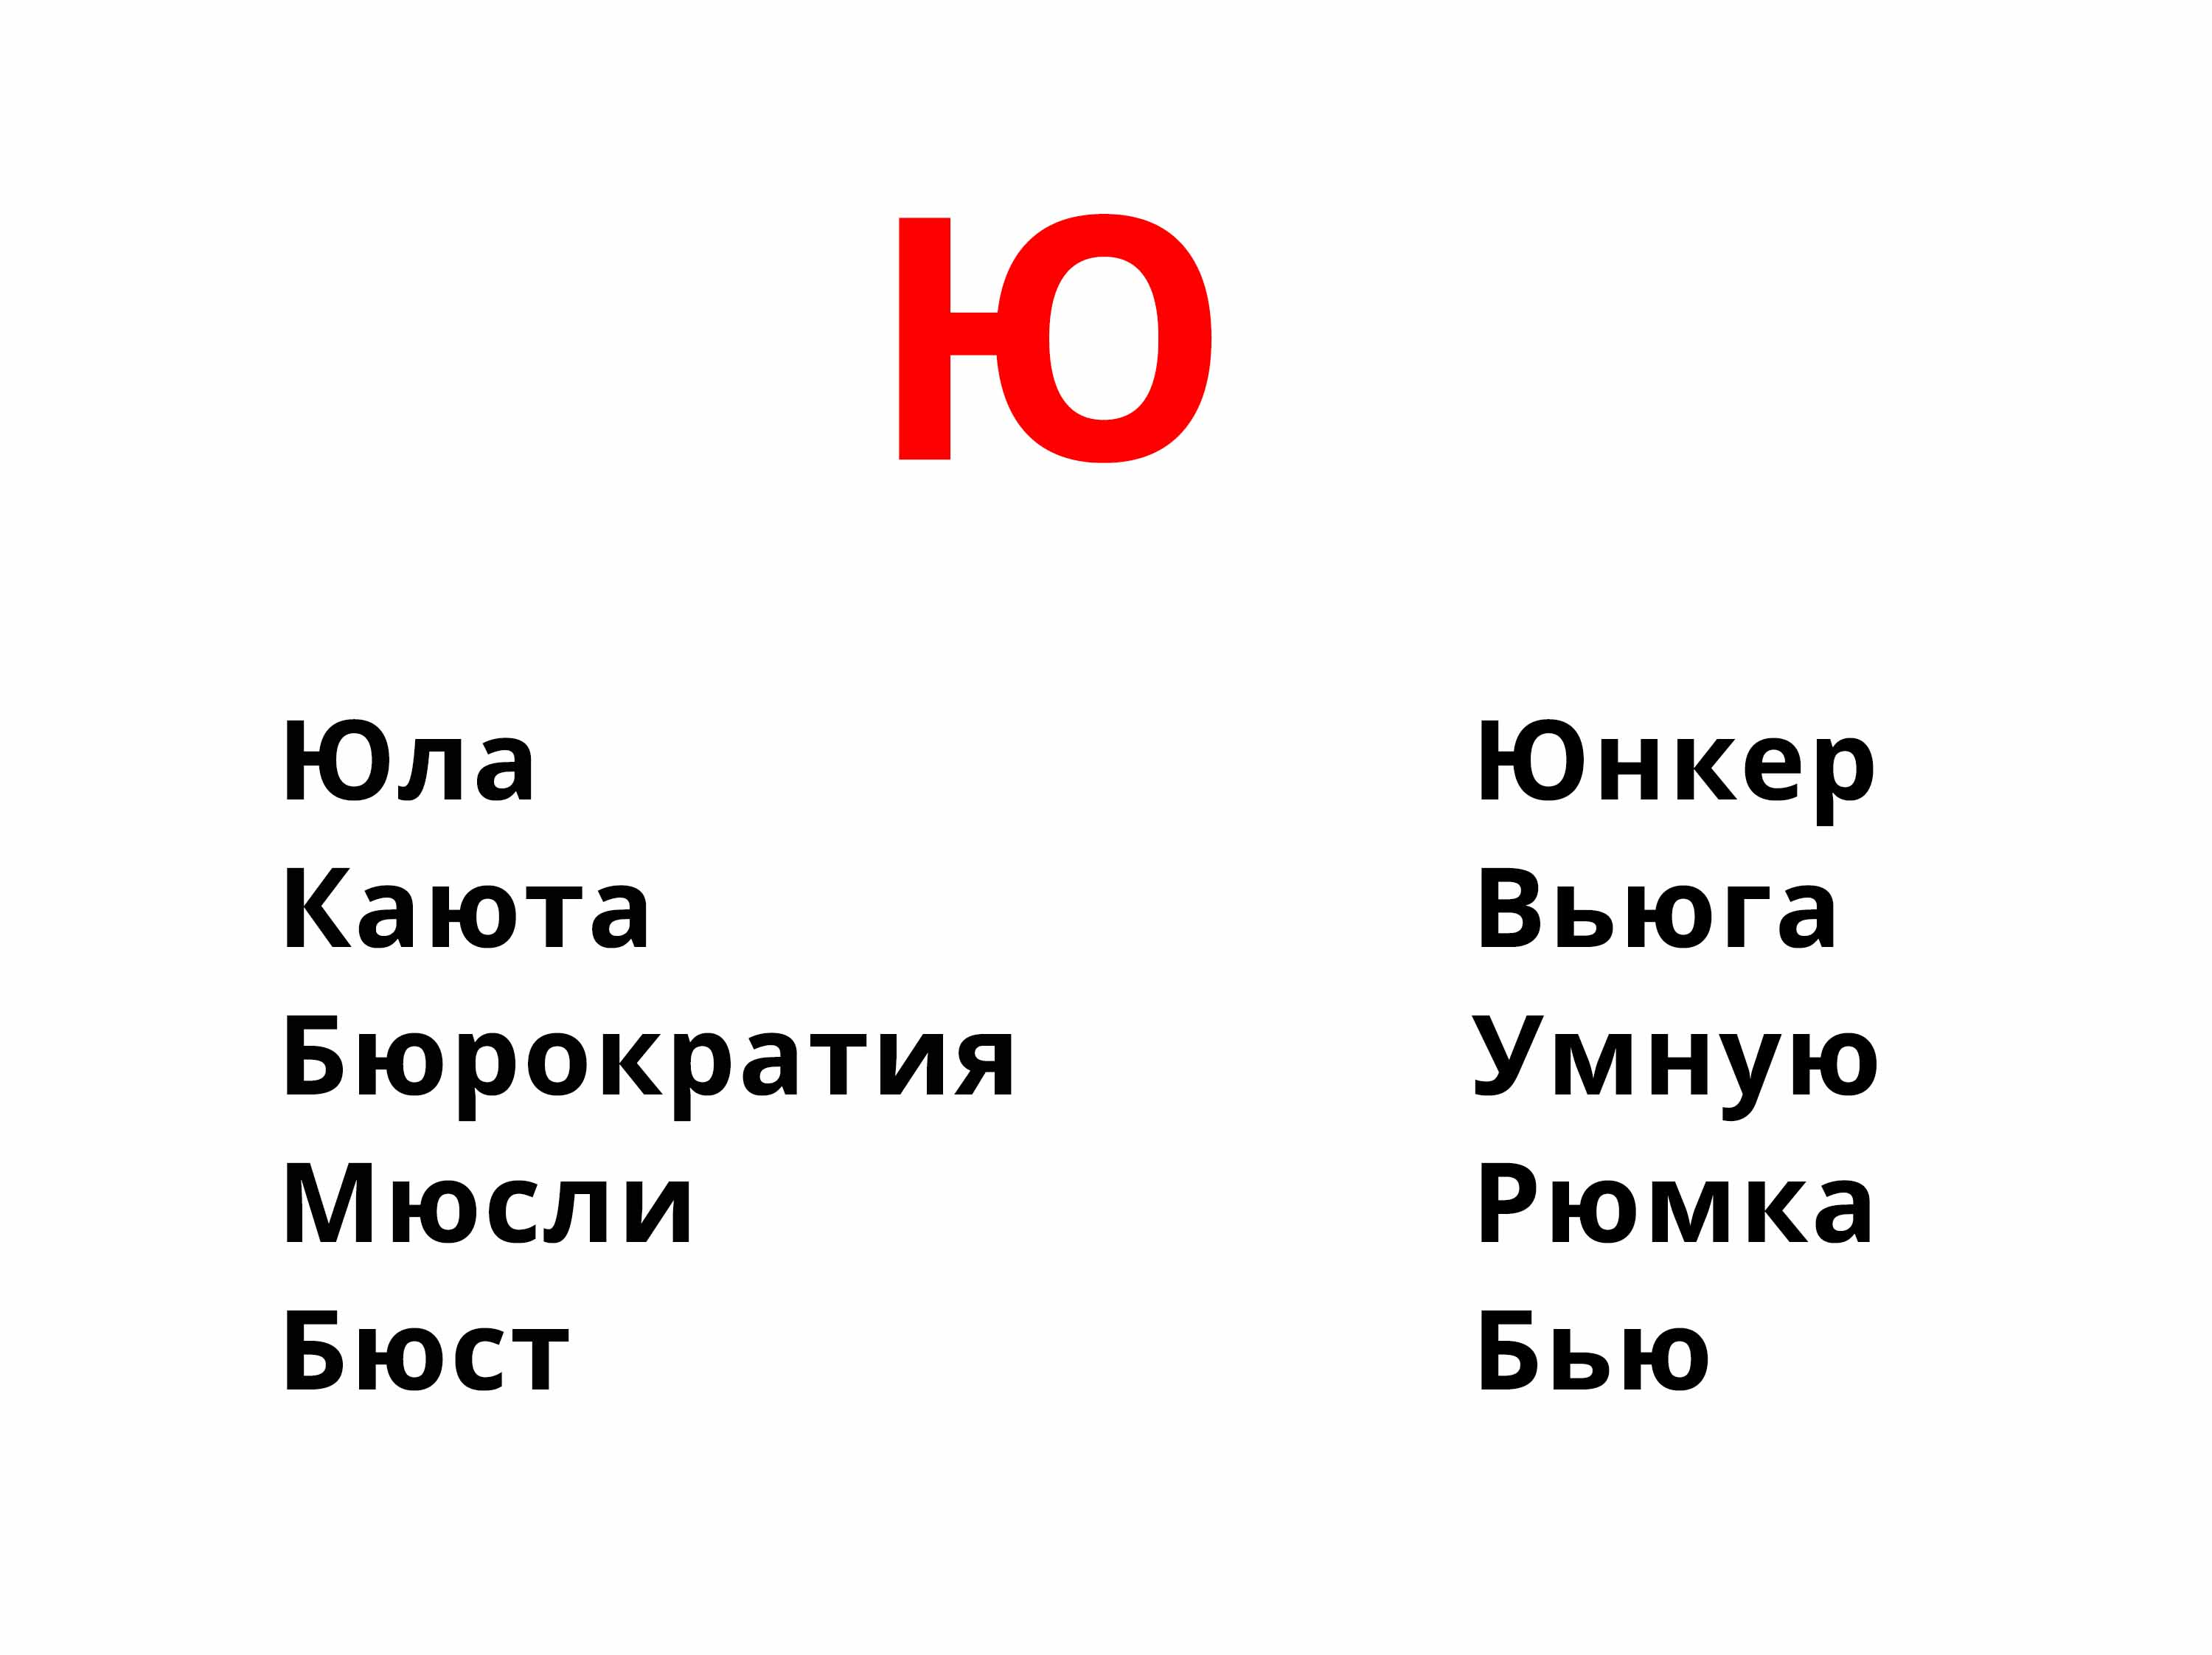 Ю
Юла
Каюта
Бюрократия
Мюсли
Бюст
Юнкер
Вьюга
Умную
Рюмка
Бью